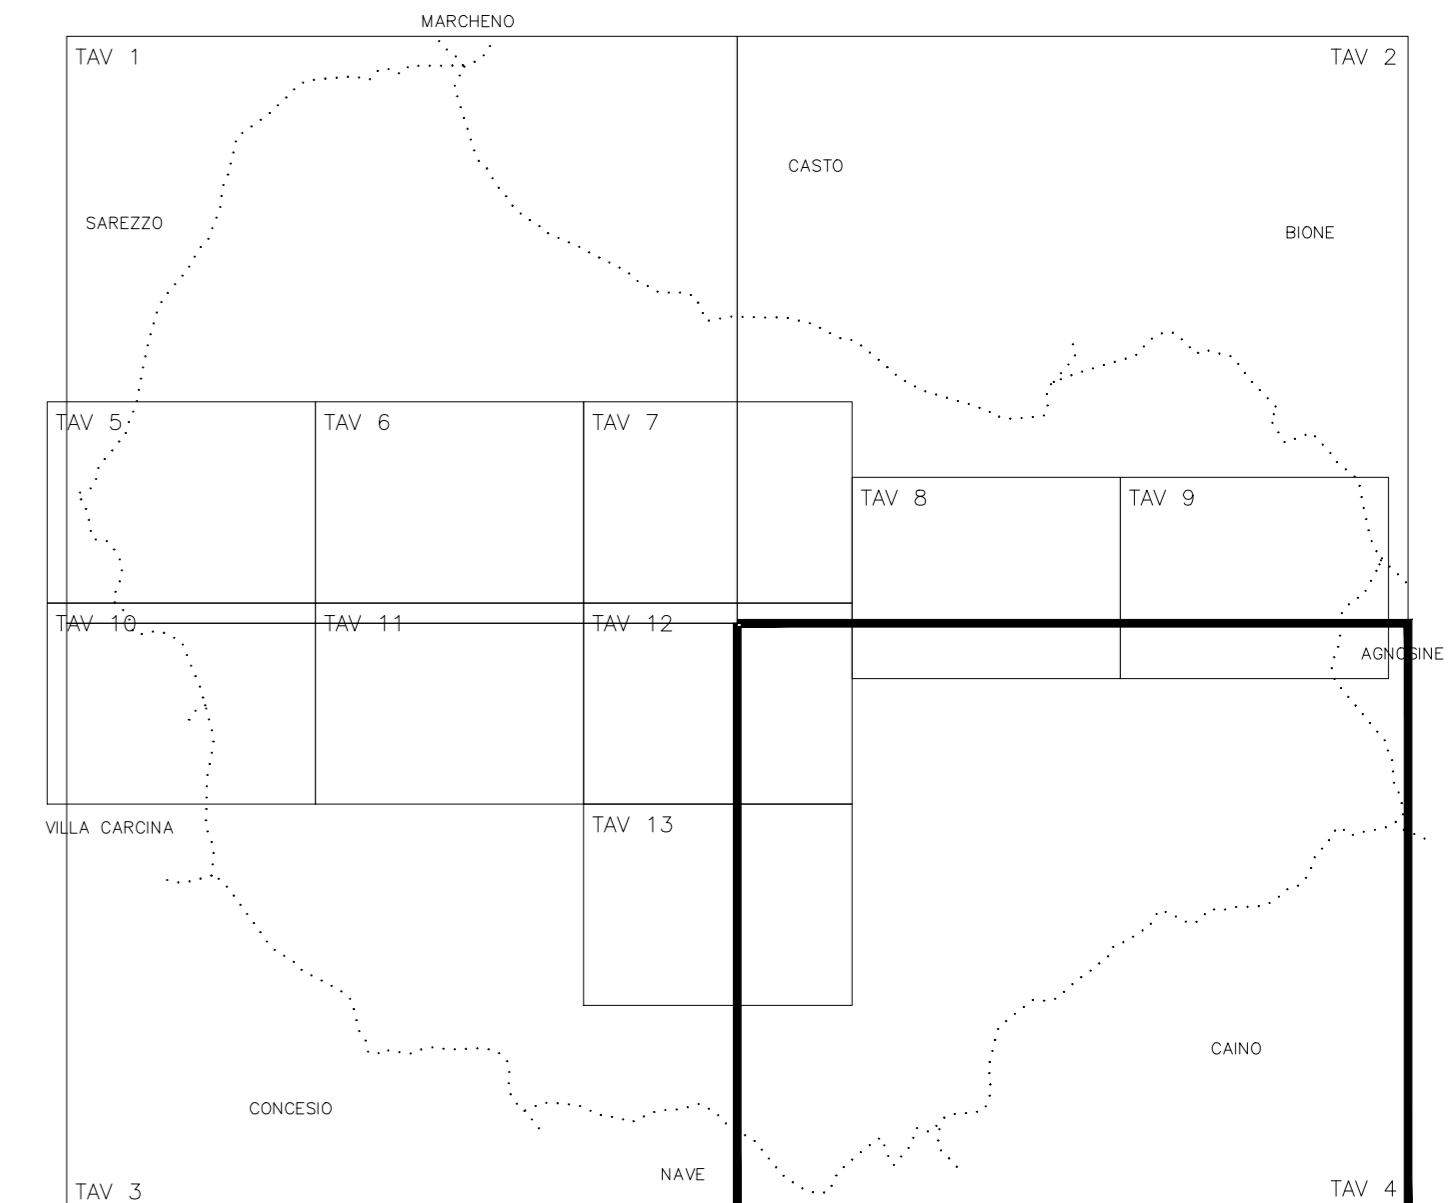 MARCHENO
TAV 1
TAV 2
CASTO
SAREZZO
BIONE
TAV 5
TAV 6
TAV 7
TAV 8
TAV 9
TAV 10
TAV 11
TAV 12
AGNOSINE
TAV 13
VILLA CARCINA
CAINO
CONCESIO
NAVE
TAV 3
TAV 4